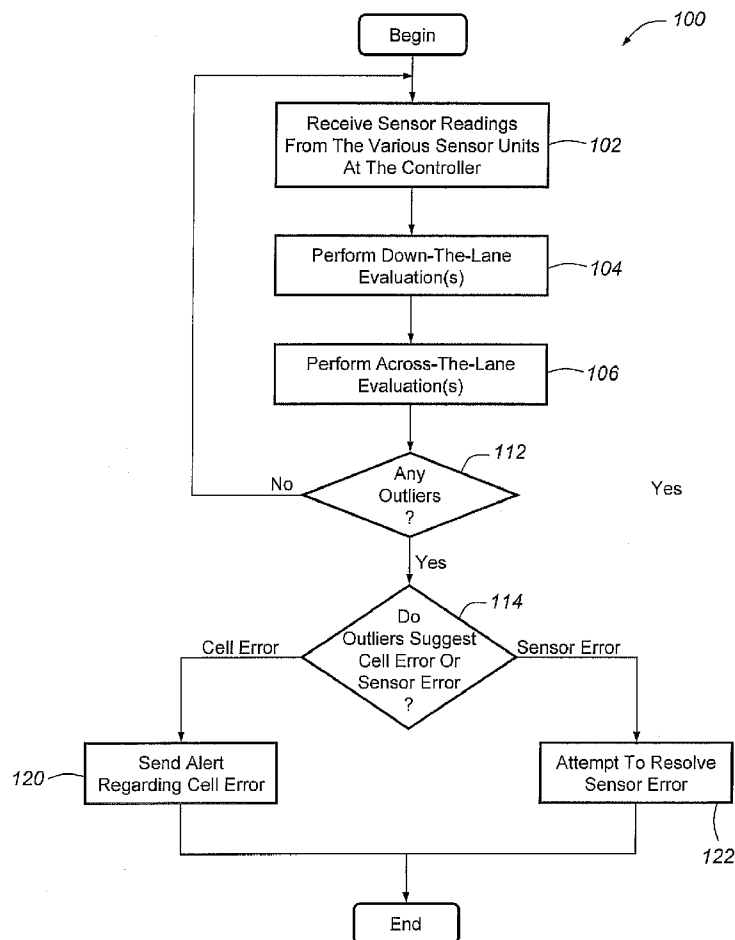 Begin
100
Receive Sensor Readings
From The Various Sensor Units
At The Controller
102
Perform Down-The-Lane
Evaluation(s)
104
Perform Across-The-Lane
Evaluation(s)
106
112
Any
Outliers
?
No
Yes
Yes
114
Do
Outliers Suggest
Cell Error Or
Sensor Error
?
Cell Error
Sensor Error
120
Send Alert
Regarding Cell Error
Attempt To Resolve
Sensor Error
122
End